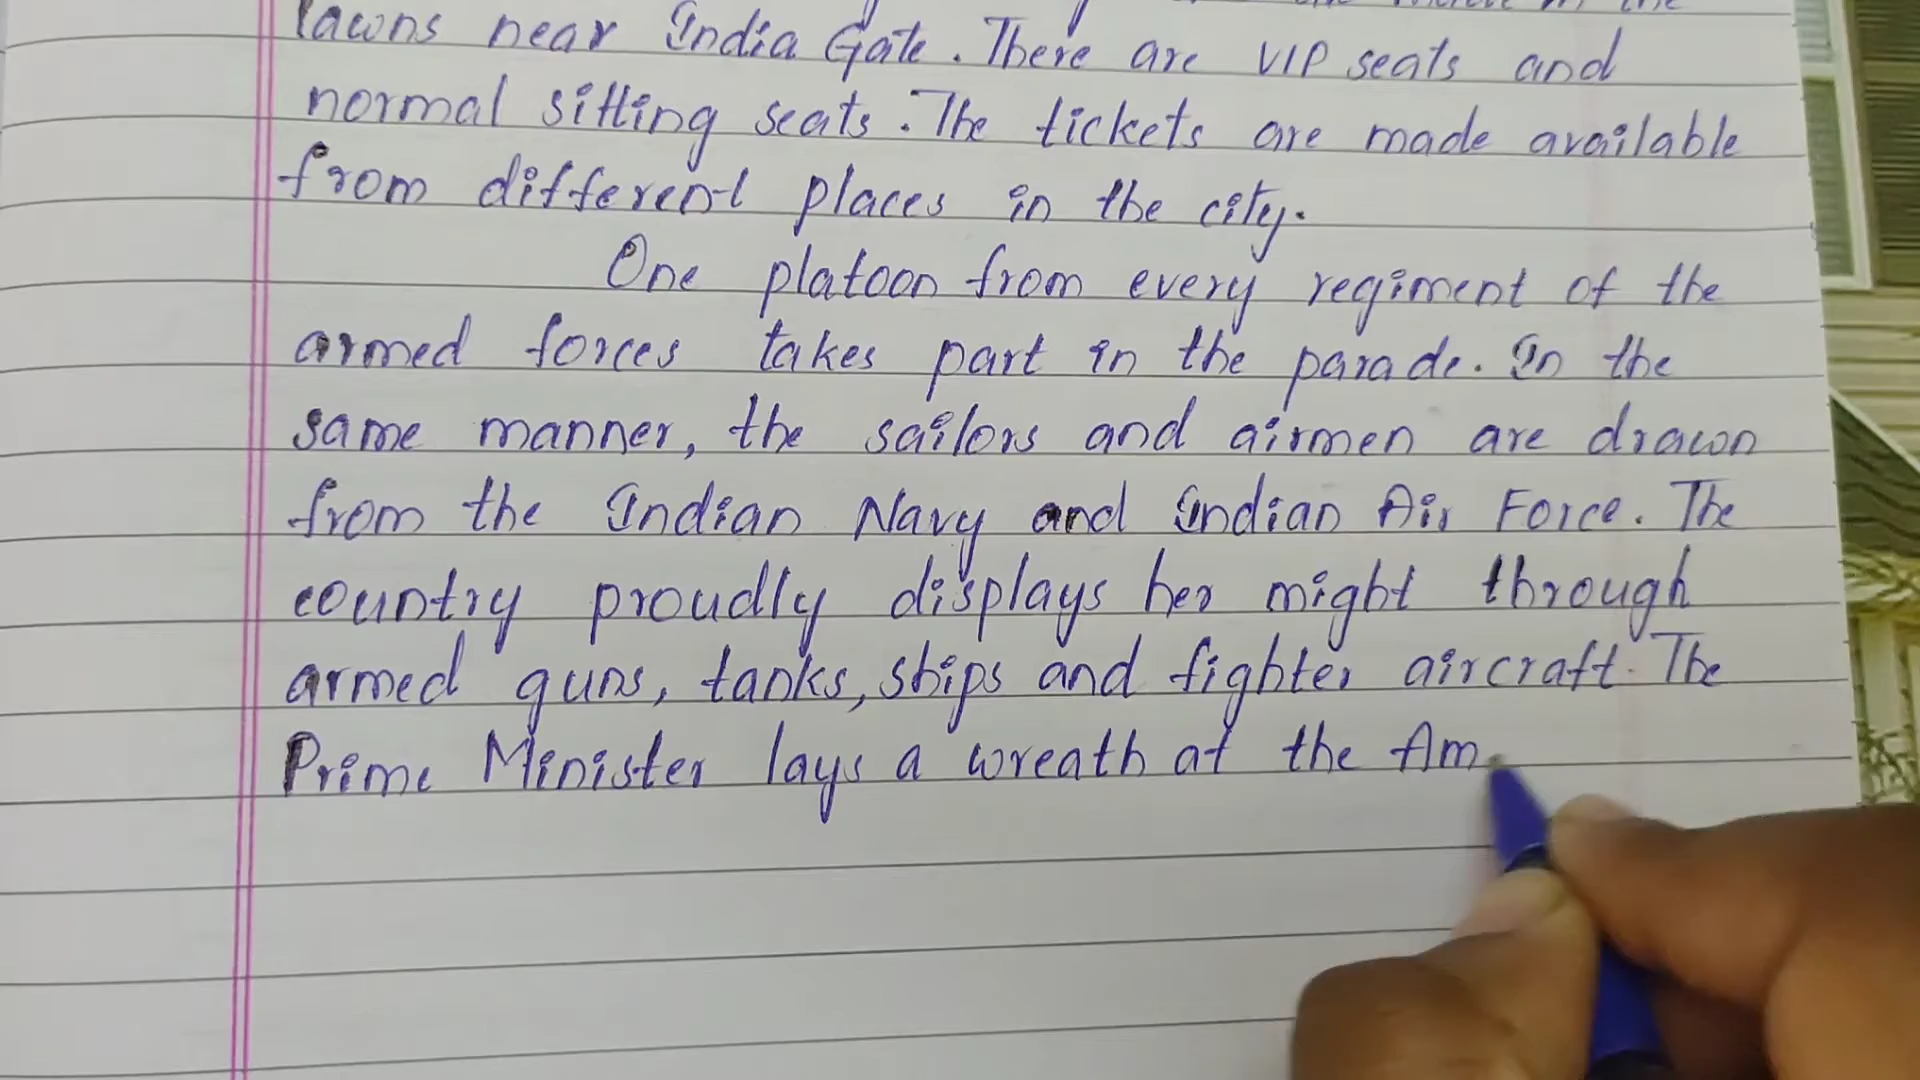 lawns near India Gate. There are VIP seats and
normal sitting seats. The tickets are made available
from different places in the city.
One platoon from every regiment of the
armed forces takes part in the parade. In the
same manner, the sailors and airmen are drawn
from the Indian Navy and Indian Air Force. The
country proudly displays her might through
armed guns, tanks, ships and fighter aircraft. The
Prime Minister lays a wreath at the Am